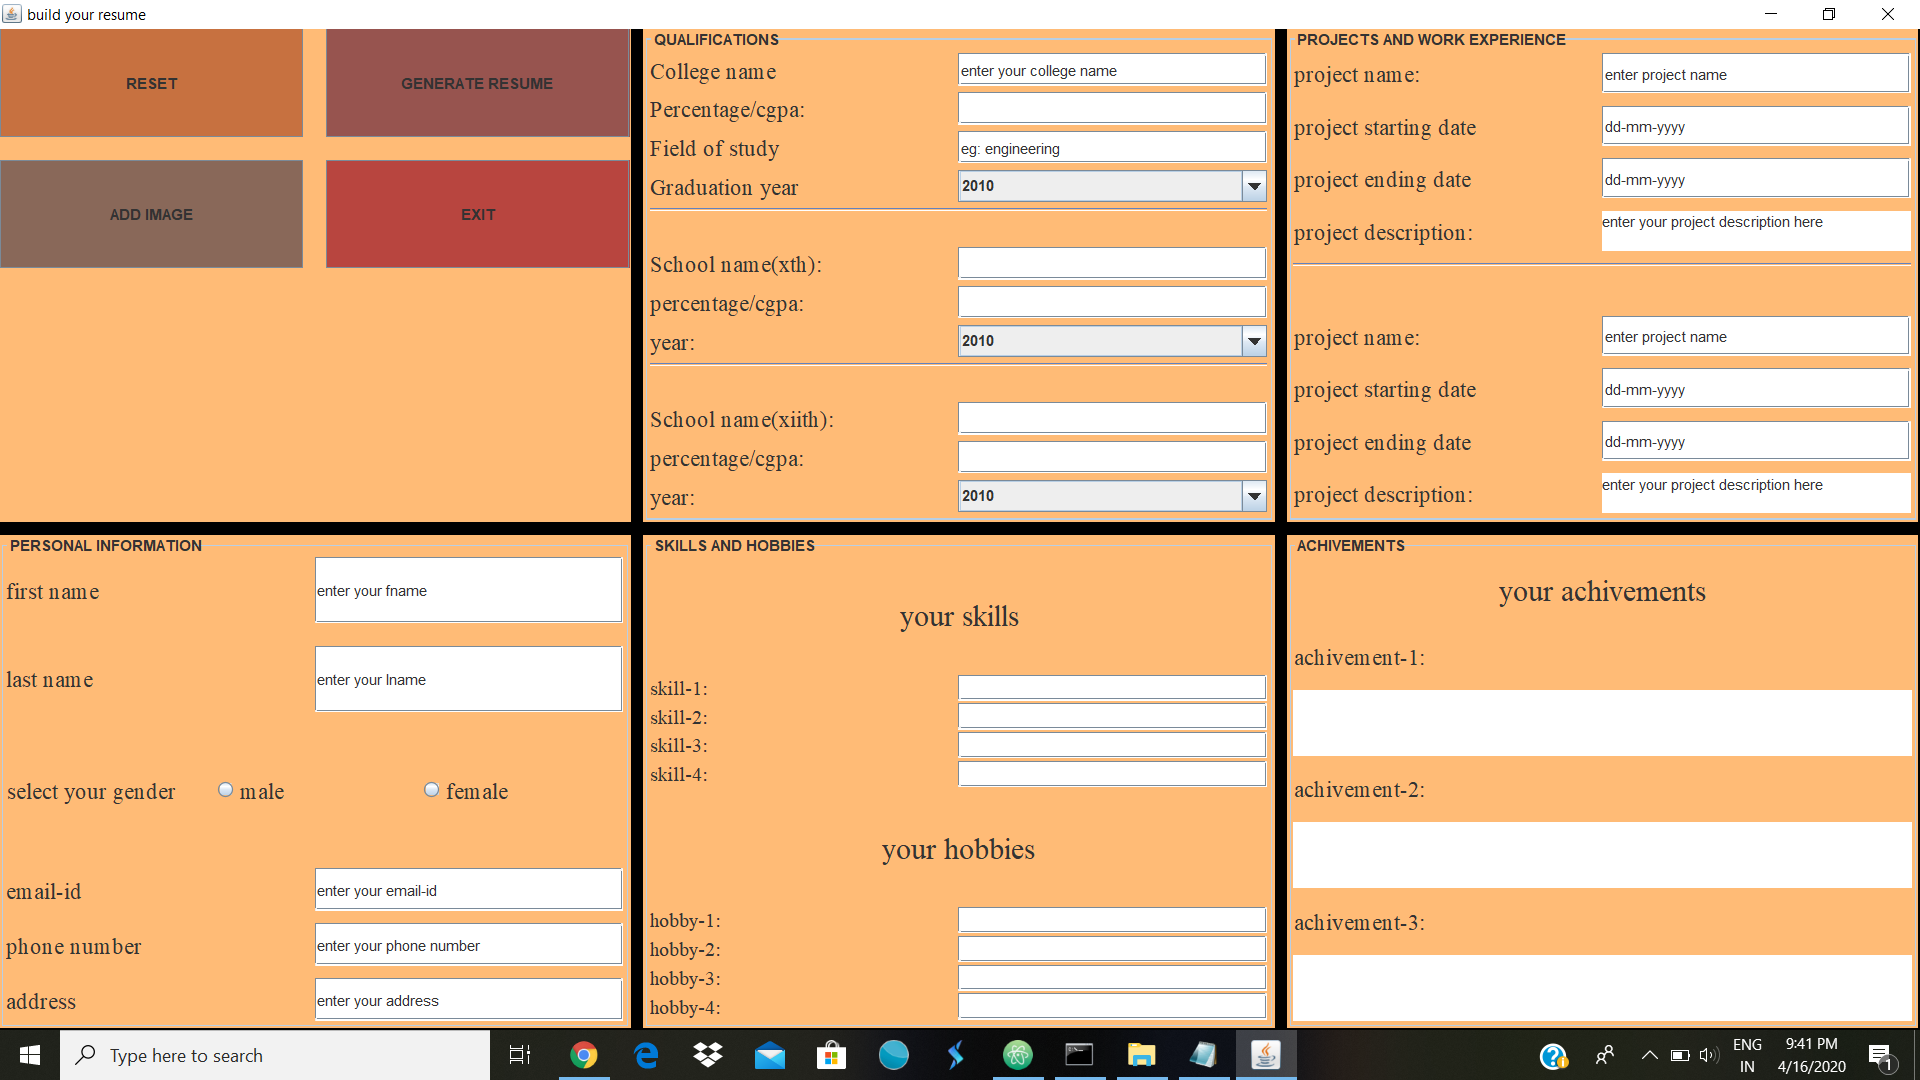 build your resume
RESET
GENERATE RESUME
ADD IMAGE
EXIT
QUALIFICATIONS
College name
enter your college name
Percentage/cgpa:
Field of study
eg: engineering
Graduation year
2010
School name(xth):
percentage/cgpa:
year:
2010
School name(xiith):
percentage/cgpa:
year:
2010
PROJECTS AND WORK EXPERIENCE
project name:
enter project name
project starting date
dd-mm-yyyy
project ending date
dd-mm-yyyy
project description:
enter your project description here
project name:
enter project name
project starting date
dd-mm-yyyy
project ending date
dd-mm-yyyy
project description:
enter your project description here
PERSONAL INFORMATION
first name
enter your fname
last name
enter your lname
select your gender
male
female
email-id
enter your email-id
phone number
enter your phone number
address
enter your address
SKILLS AND HOBBIES
your skills
skill-1:
skill-2:
skill-3:
skill-4:
your hobbies
hobby-1:
hobby-2:
hobby-3:
hobby-4:
ACHIVEMENTS
your achivements
achivement-1:
achivement-2:
achivement-3:
Type here to search
ENG
IN
9:41 PM
4/16/2020
1